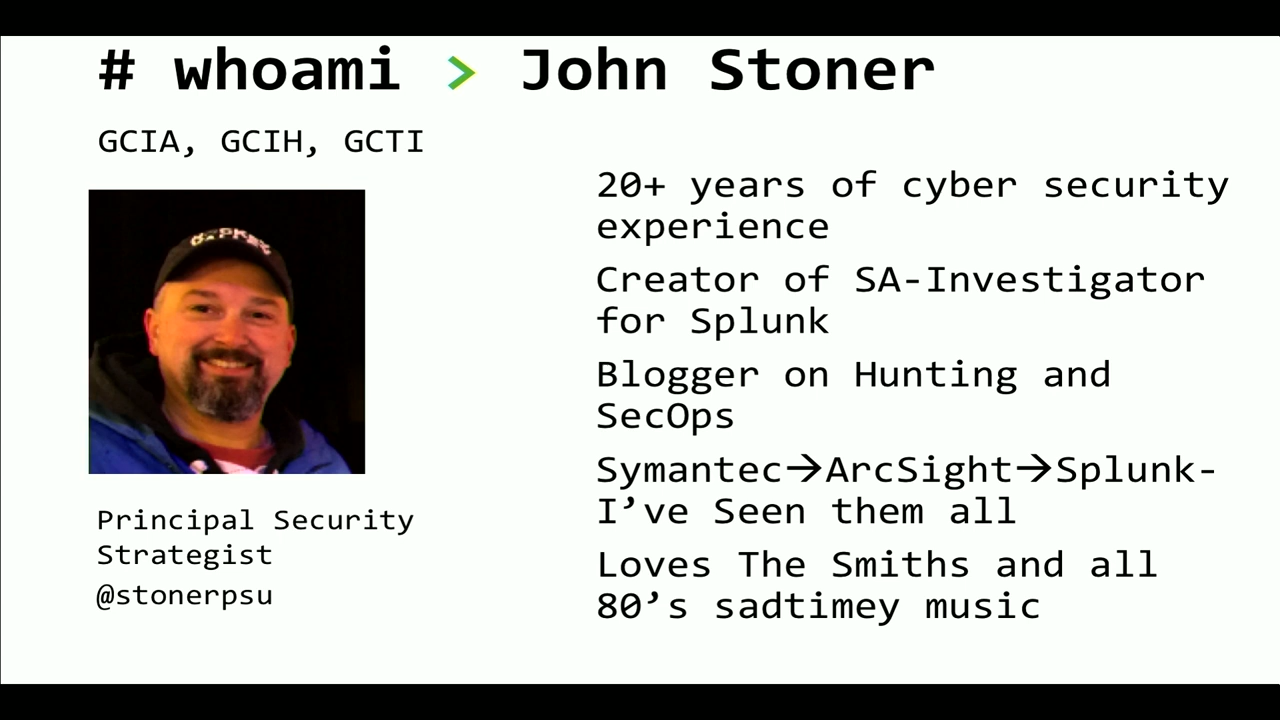 # whoami > John Stoner
GCIA, GCIH, GCTI
Principal Security
Strategist
@stonerpsu
20+ years of cyber security
experience
Creator of SA-Investigator
for Splunk
Blogger on Hunting and
SecOps
Symantec→ArcSight→Splunk-
I’ve Seen them all
Loves The Smiths and all
80’s sadtimey music